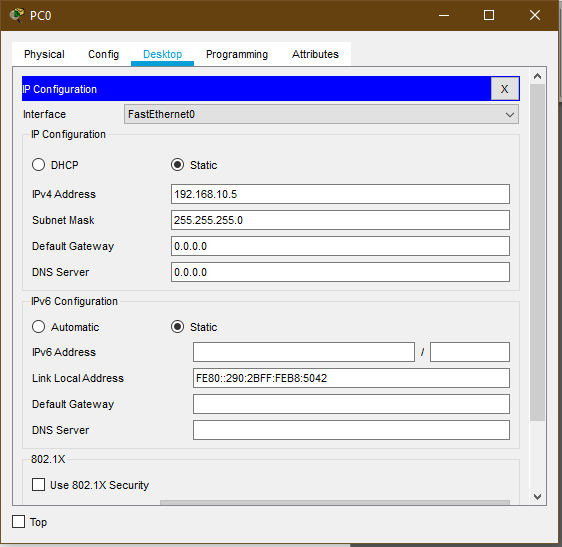 PC0
Physical Config Desktop Programming Attributes
IP Configuration X
Interface FastEthernet0
IP Configuration
DHCP Static
IPv4 Address 192.168.10.5
Subnet Mask 255.255.255.0
Default Gateway 0.0.0.0
DNS Server 0.0.0.0
IPv6 Configuration
Automatic Static
IPv6 Address /
Link Local Address FE80::290:2BFF:FEB8:5042
Default Gateway
DNS Server
802.1X
Use 802.1X Security
Top